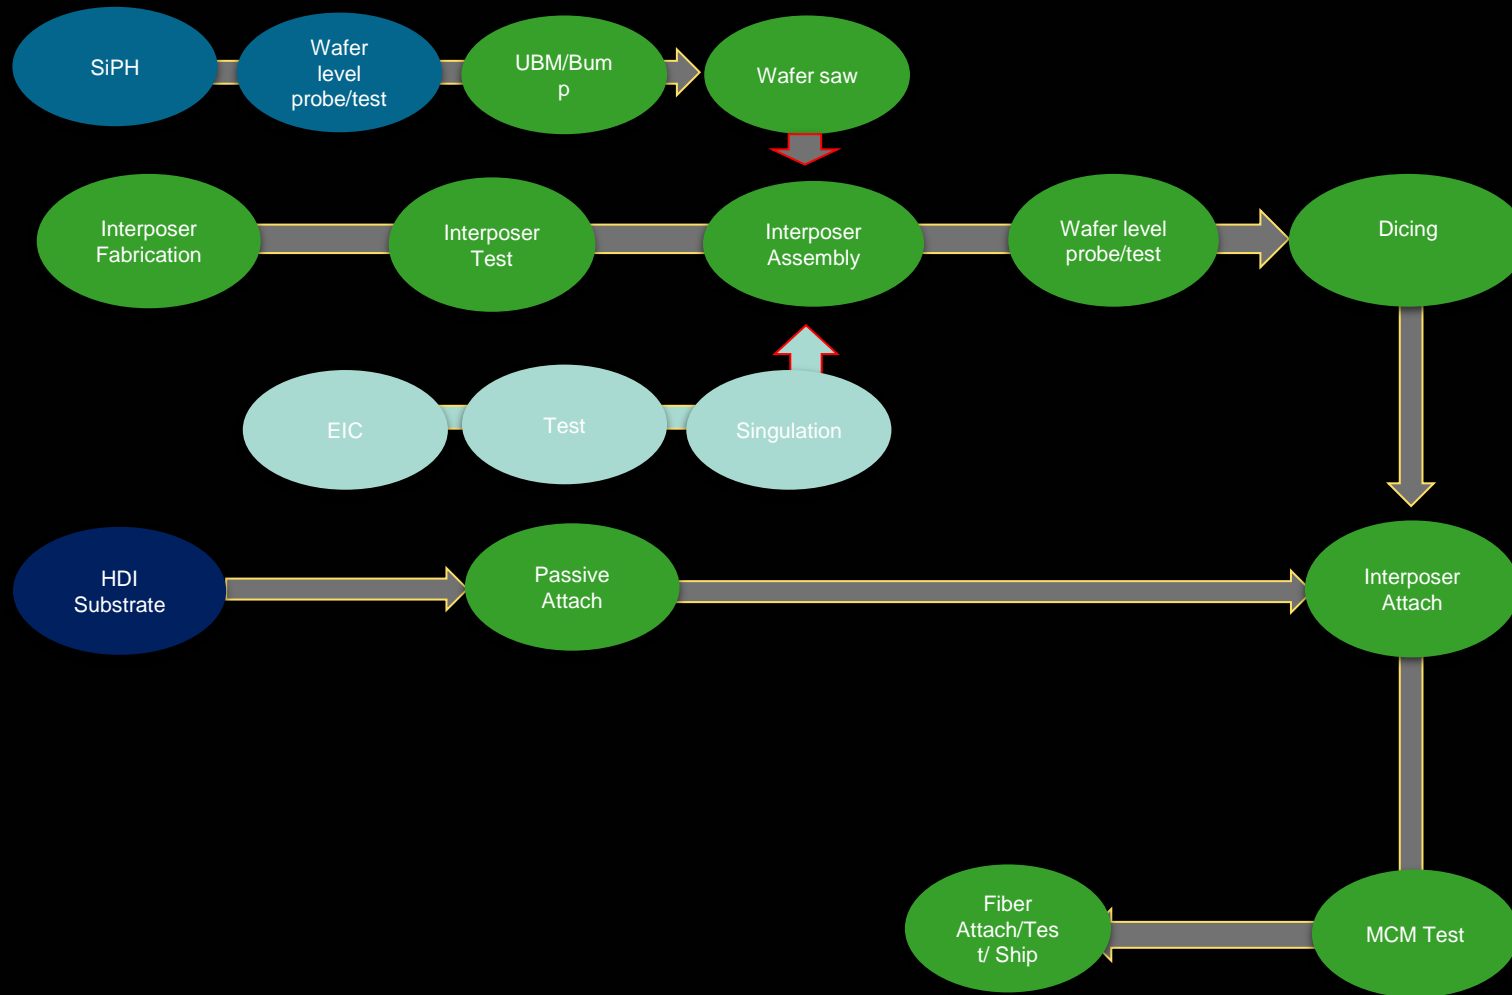 SiPH
Wafer
level
probe/test
UBM/Bum
p
Wafer saw
Interposer
Fabrication
Interposer
Test
Interposer
Assembly
Wafer level
probe/test
Dicing
EIC
Test
Singulation
HDI
Substrate
Passive
Attach
Interposer
Attach
Fiber
Attach/Tes
t/ Ship
MCM Test